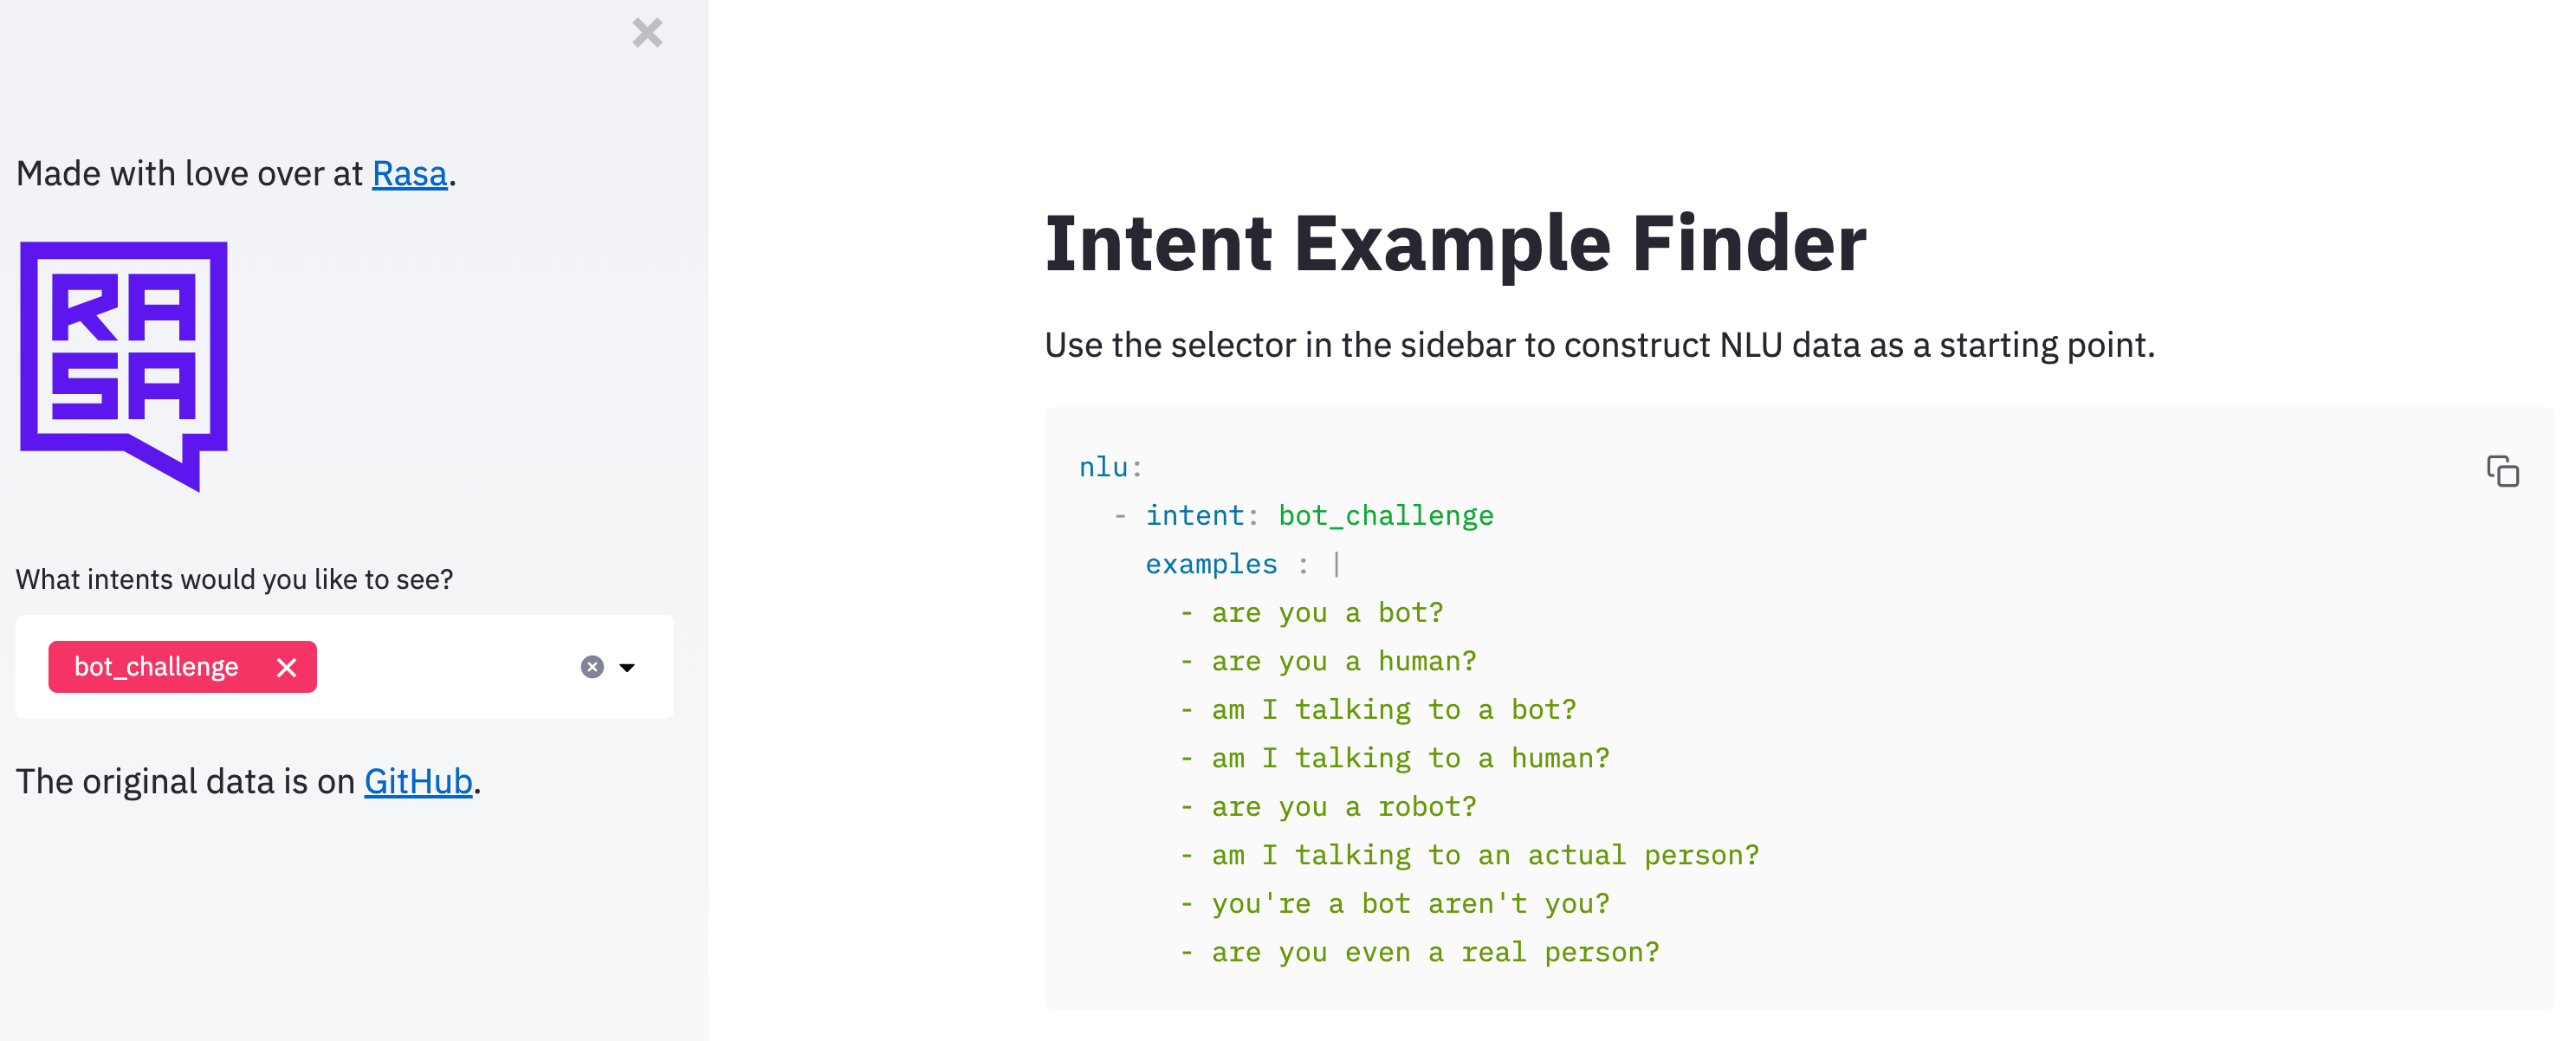 Made with love over at Rasa.
RA
SA
What intents would you like to see?
bot_challenge
The original data is on GitHub.
Intent Example Finder
Use the selector in the sidebar to construct NLU data as a starting point.
nlu:
- intent: bot_challenge
examples : |
- are you a bot?
- are you a human?
- am I talking to a bot?
- am I talking to a human?
- are you a robot?
- am I talking to an actual person?
- you're a bot aren't you?
- are you even a real person?